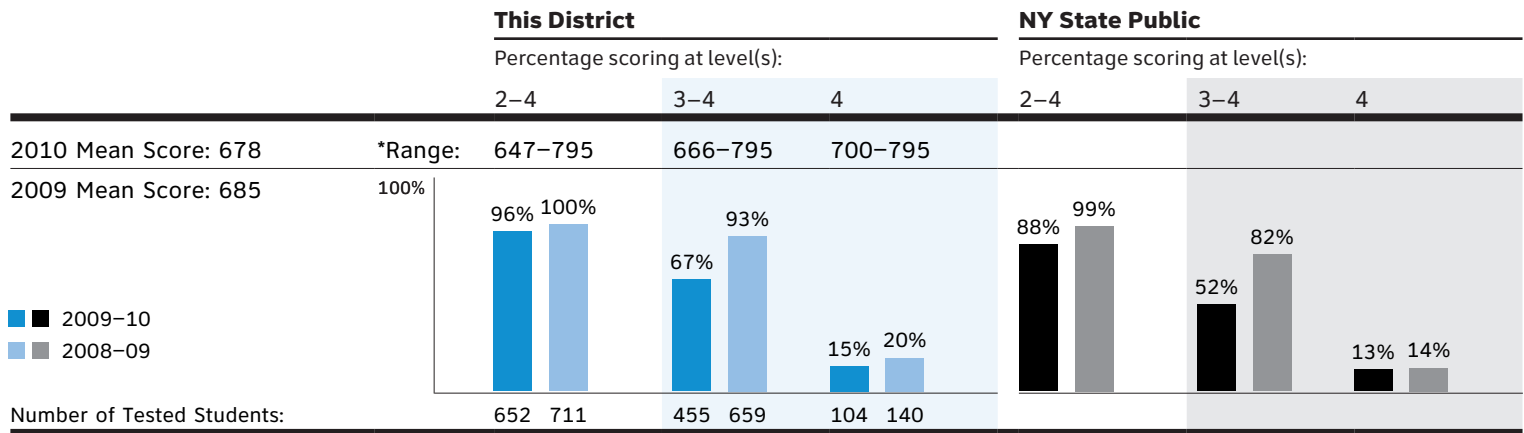 This District NY State Public
Percentage scoring at level(s): Percentage scoring at level(s):
2–4 3–4 4 2–4 3–4 4
2010 Mean Score: 678 *Range: 647–795 666–795 700–795
2009 Mean Score: 685 100%
96% 100% 93% 67% 15% 20% 88% 99% 82% 52% 13% 14%
2009–10
2008–09
Number of Tested Students: 652 711 455 659 104 140